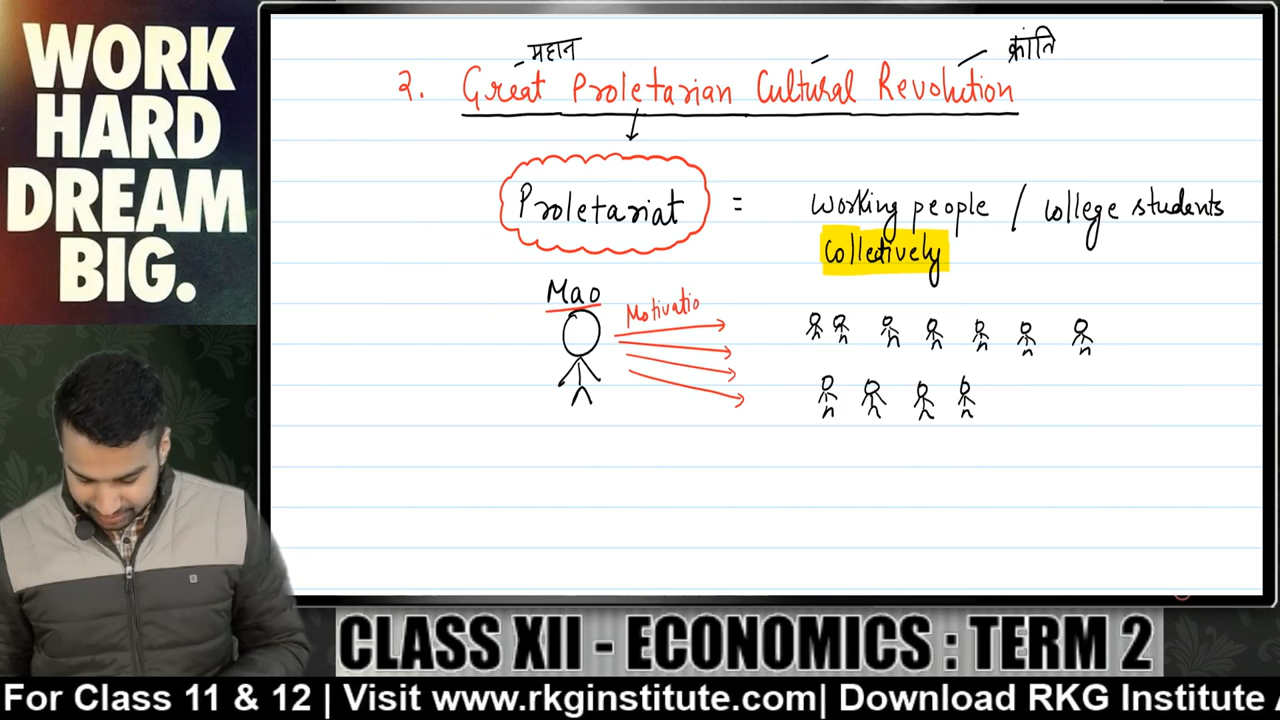 WORK
HARD
DREAM
BIG.
महान क्रांति
2. Great Proletarian Cultural Revolution
Proletariat = working people / college students
collectively
Mao
Motivatio
CLASS XII - ECONOMICS : TERM 2
For Class 11 & 12 | Visit www.rkginstitute.com| Download RKG Institute